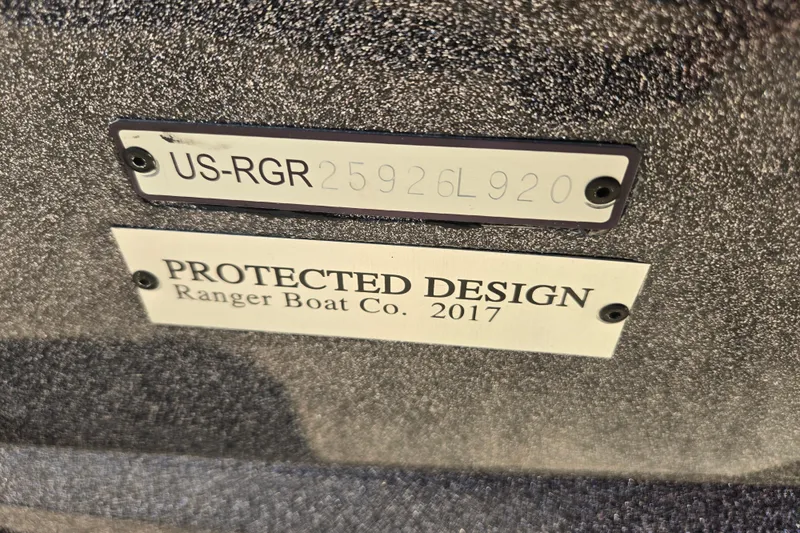 US-RGR25926L920
PROTECTED DESIGN
Ranger Boat Co. 2017